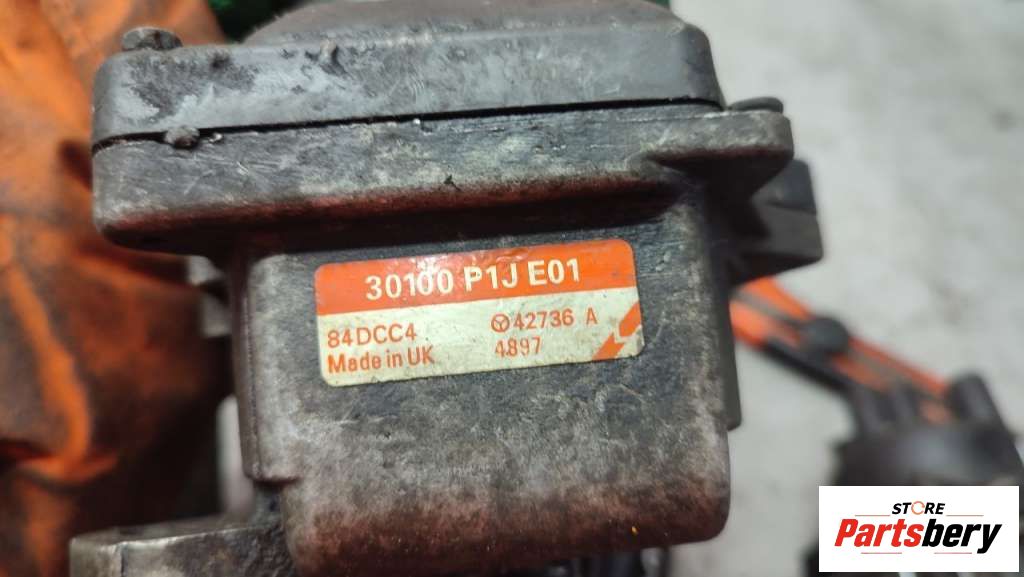 30100 P1J E01
84DCC4 42736 A
Made in UK 4897
STORE
Partsbery